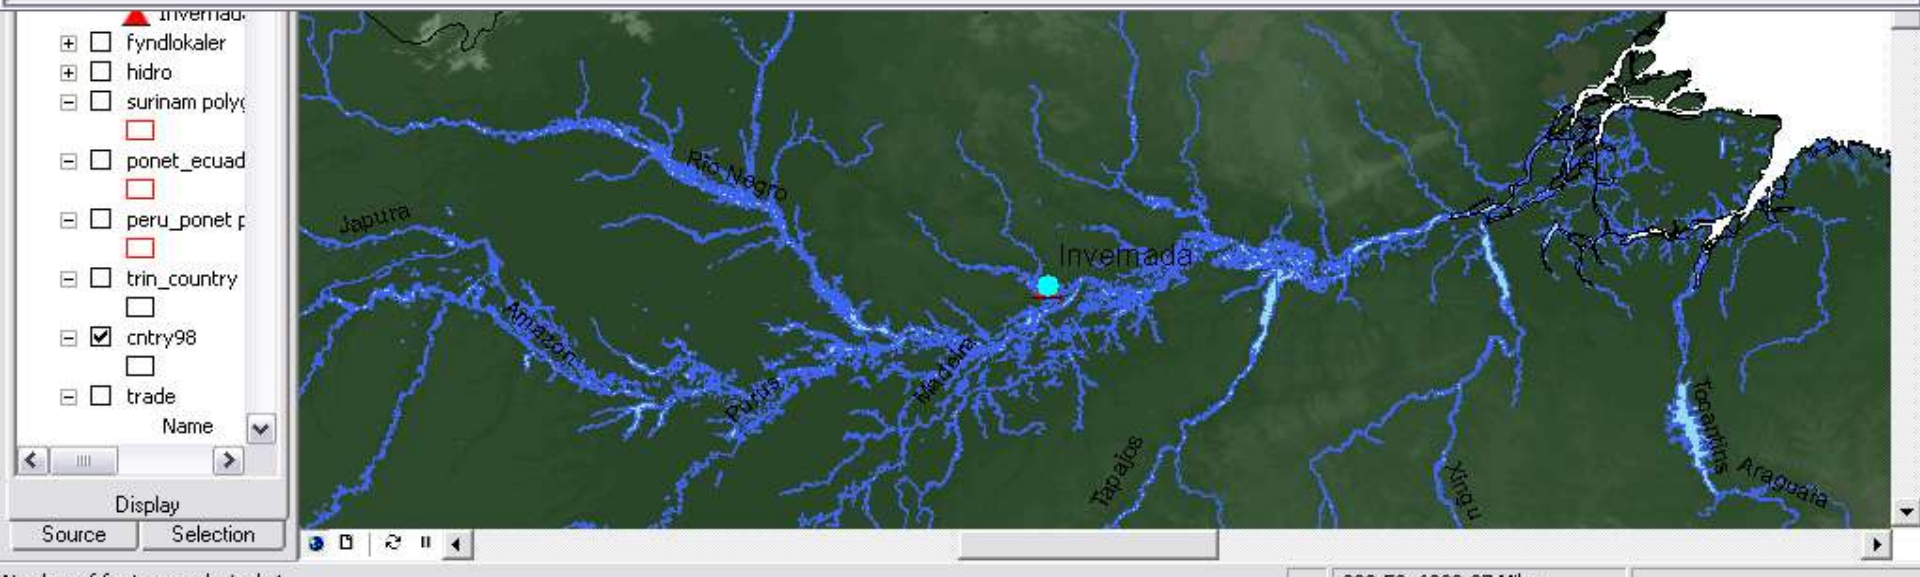 fyndlokaler
hidro
surinam poly
ponet_ecuad
peru_ponet p
trin_country
cntry98
trade
Name
Display
Source
Selection
Rio Negro
Japura
Invernada
Amazon
Purus
Madeira
Tapajos
Xingu
Tocantins
Araguaia